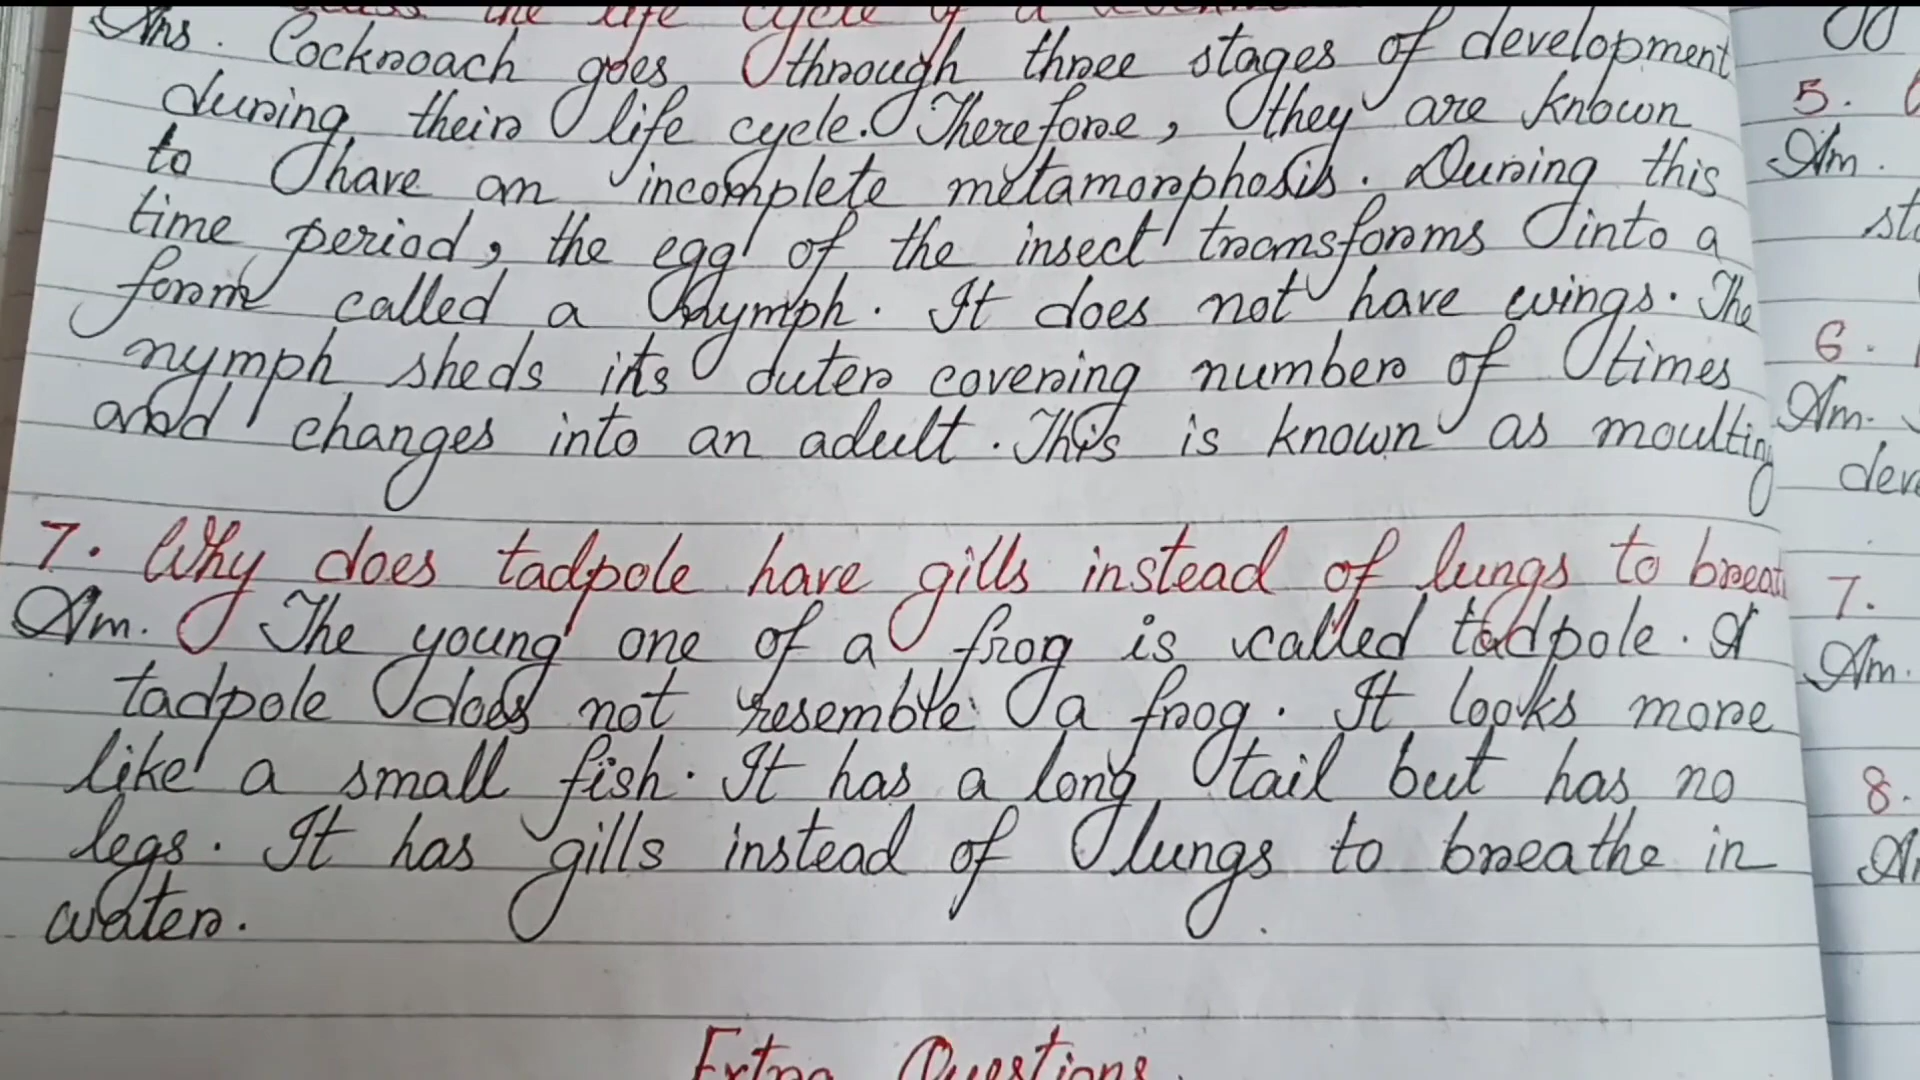 the life cycle of a
Ans. Cockroach goes through three stages of development
during their life cycle. Therefore, they are known
to have an incomplete metamorphosis. During this
time period, the egg of the insect transforms into a
form called a nymph. It does not have wings. The
nymph sheds its outer covering number of times
and changes into an adult. This is known as moulting
7. Why does tadpole have gills instead of lungs to breat
Ans. The young one of a frog is called tadpole. A
tadpole does not resemble a frog. It looks more
like a small fish. It has a long tail but has no
legs. It has gills instead of lungs to breathe in
water.
Extra Questions
5.
Ans.
st
6.
Ans.
deve
7.
Ans.
8.